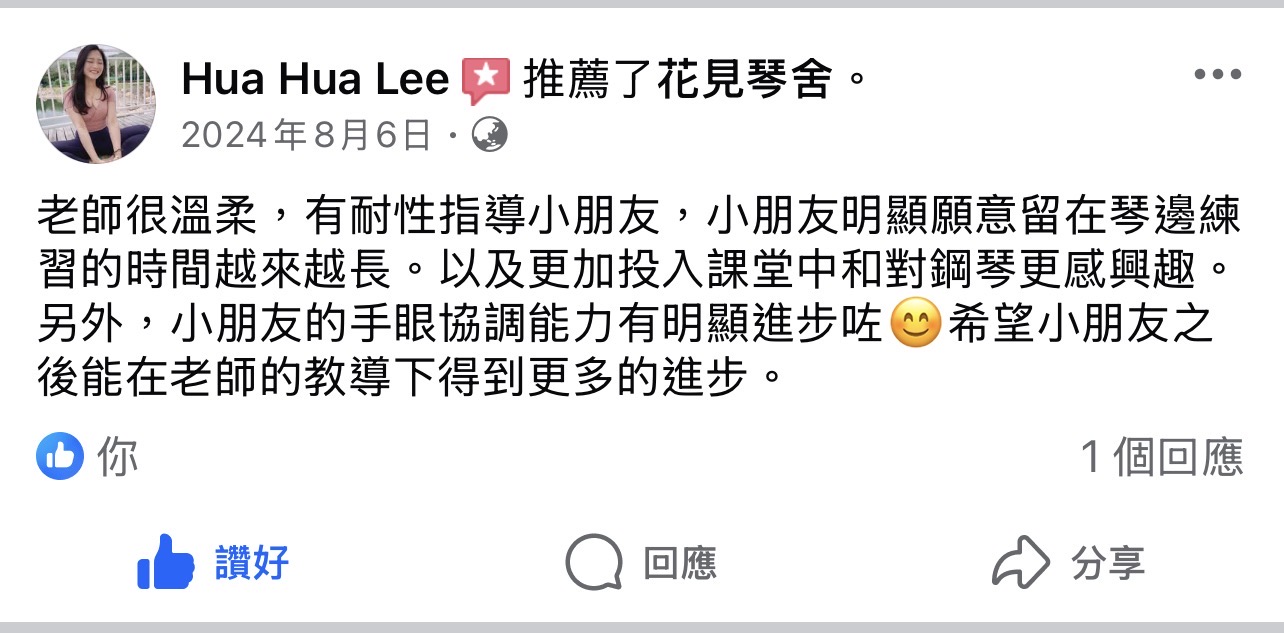 Hua Hua Lee 推薦了花見琴舍。
2024年8月6日 ·
老師很溫柔，有耐性指導小朋友，小朋友明顯願意留在琴邊練
習的時間越來越長。以及更加投入課堂中和對鋼琴更感興趣。
另外，小朋友的手眼協調能力有明顯進步咗😊希望小朋友之
後能在老師的教導下得到更多的進步。
你
1 個回應
讚好
回應
分享